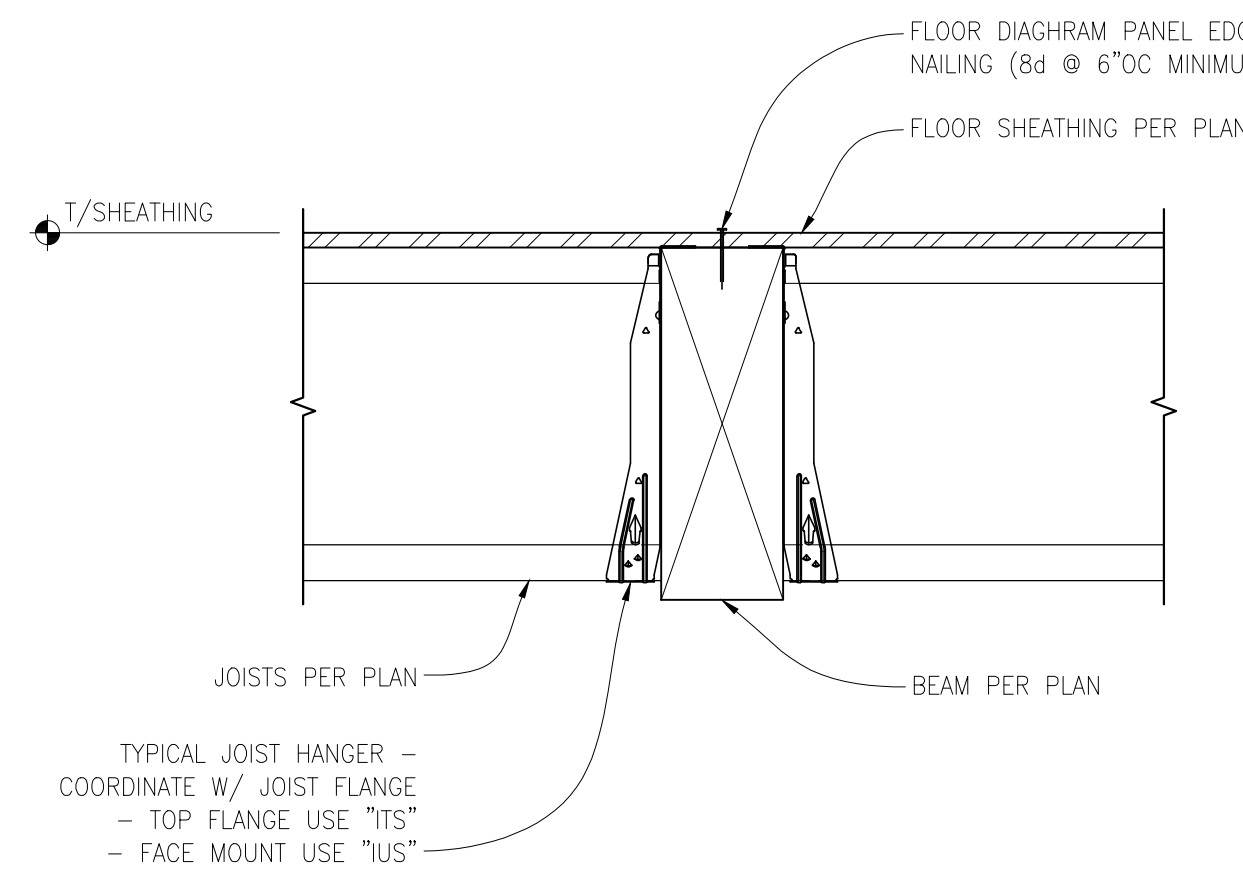 FLOOR DIAGHRAM PANEL EDG
NAILING (8d @ 6"OC MINIMU
FLOOR SHEATHING PER PLAN
T/SHEATHING
JOISTS PER PLAN
BEAM PER PLAN
TYPICAL JOIST HANGER –
COORDINATE W/ JOIST FLANGE
– TOP FLANGE USE "ITS"
– FACE MOUNT USE "IUS"